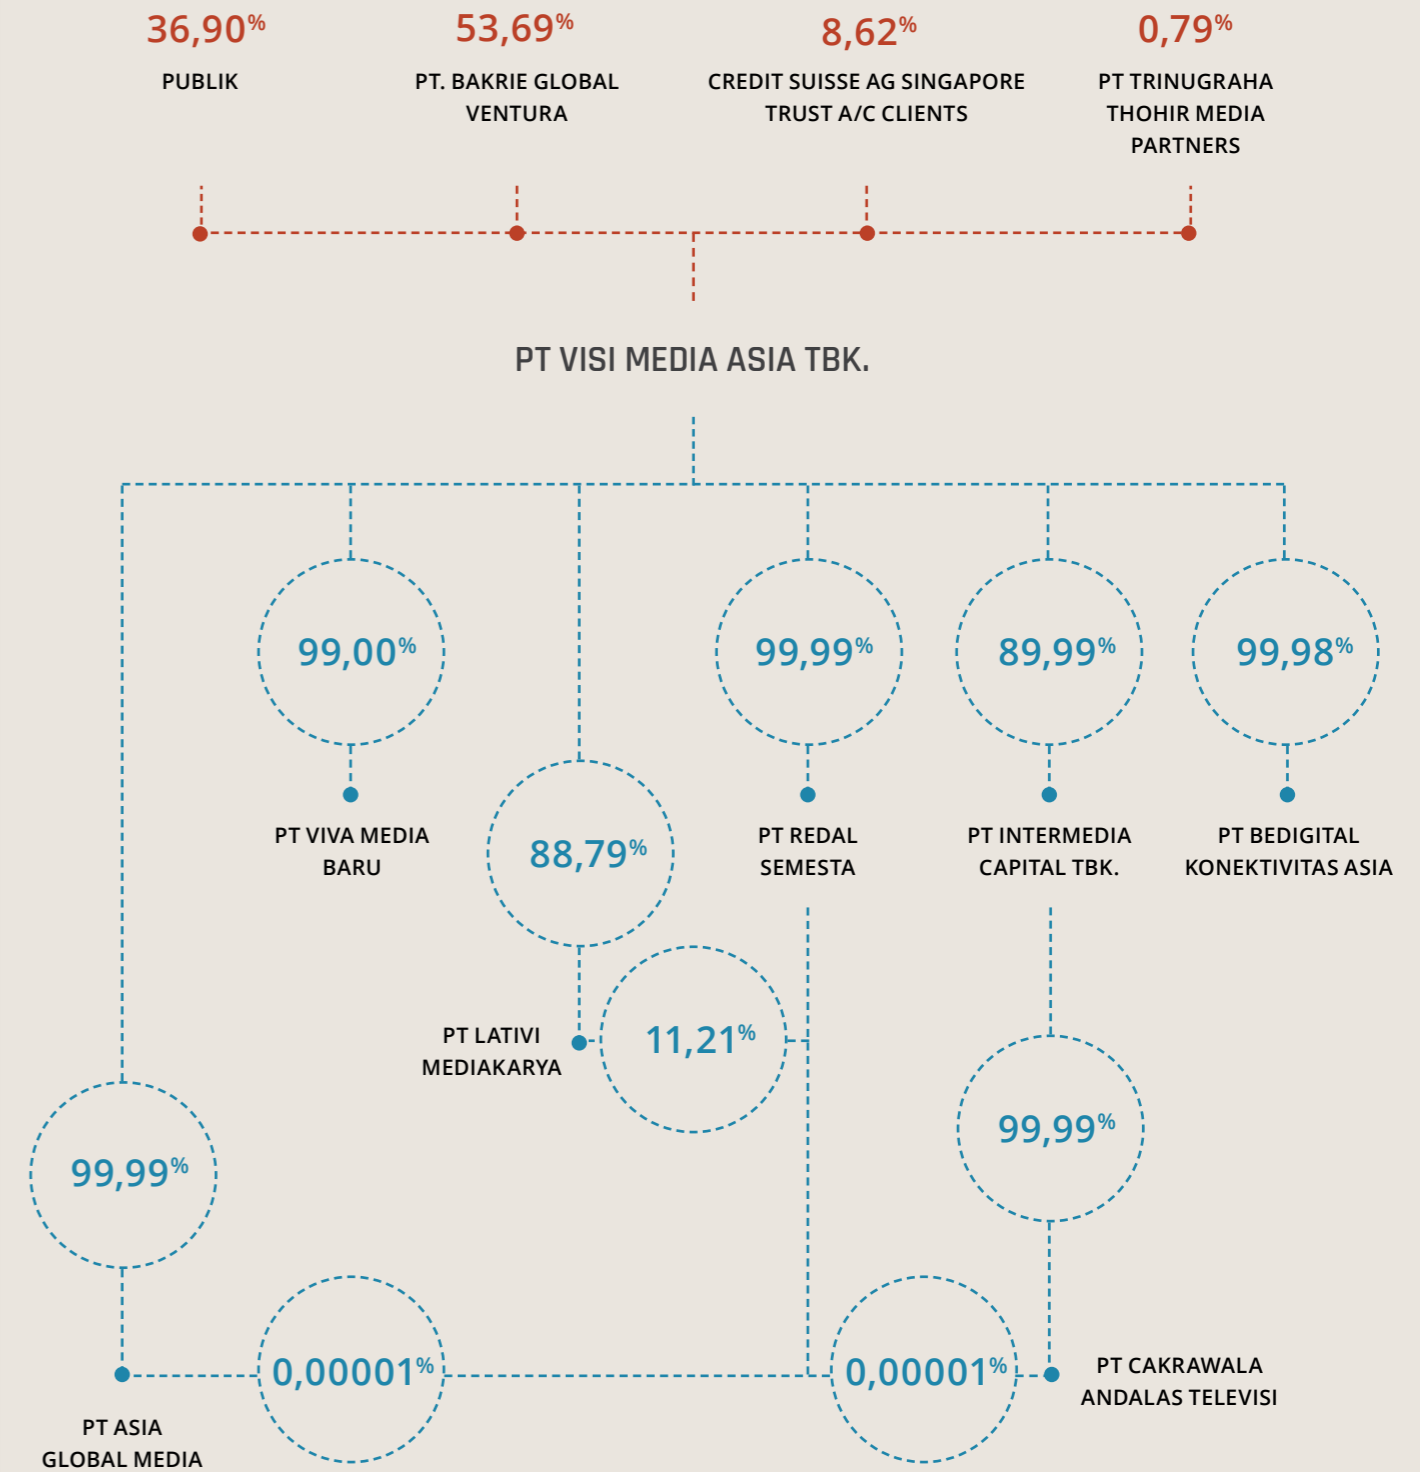 36,90%
PUBLIK
53,69%
PT. BAKRIE GLOBAL
VENTURA
8,62%
CREDIT SUISSE AG SINGAPORE
TRUST A/C CLIENTS
0,79%
PT TRINUGRAHA
THOHIR MEDIA
PARTNERS
PT VISI MEDIA ASIA TBK.
99,00%
PT VIVA MEDIA
BARU
88,79%
PT LATIVI
MEDIAKARYA
11,21%
99,99%
PT REDAL
SEMESTA
89,99%
PT INTERMEDIA
CAPITAL TBK.
99,98%
PT BEDIGITAL
KONEKTIVITAS ASIA
99,99%
99,99%
PT ASIA
GLOBAL MEDIA
0,00001%
0,00001%
PT CAKRAWALA
ANDALAS TELEVISI